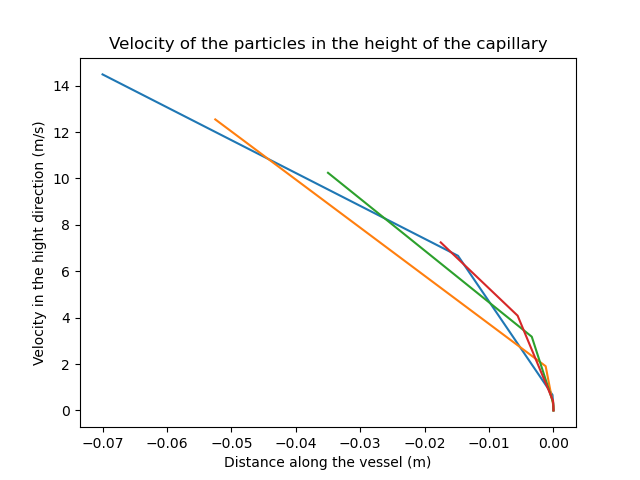 Velocity of the particles in the height of the capillary
Velocity in the hight direction (m/s)
14
12
10
8
6
4
2
0
−0.07 −0.06 −0.05 −0.04 −0.03 −0.02 −0.01 0.00
Distance along the vessel (m)